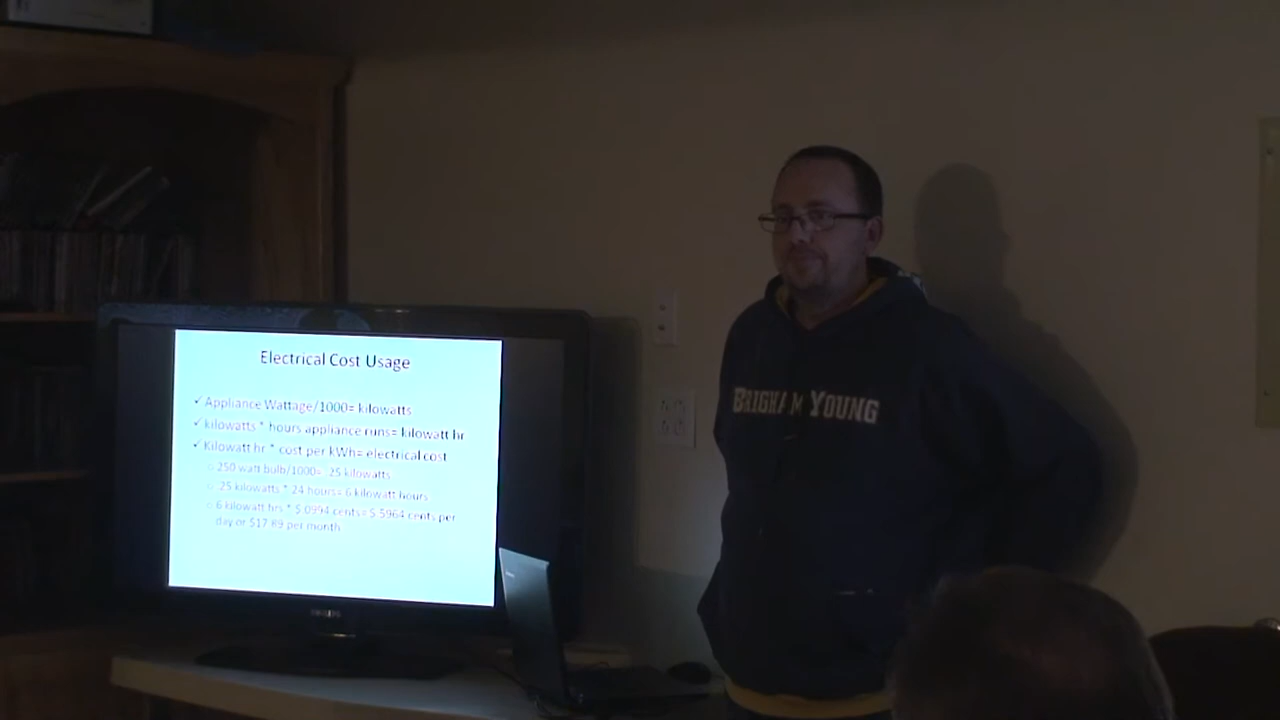 Electrical Cost Usage
✓ Appliance Wattage/1000= kilowatts
✓ kilowatts * hours appliance runs= kilowatt hr
✓ Kilowatt hr * cost per kWh= electrical cost
○ 250 watt bulb/1000= .25 kilowatts
○ .25 kilowatts * 24 hours= 6 kilowatt hours
○ 6 kilowatt hrs * $.0994 cents= $.5964 cents per
day or $17.89 per month
BRIGHAM YOUNG
PHILIPS